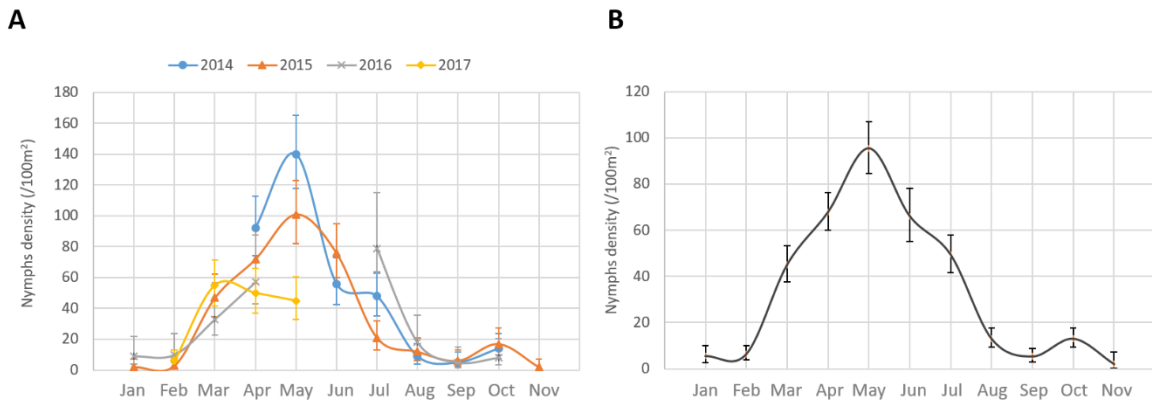 A
2014 2015 2016 2017
Nymphs density (/100m²)
180
160
140
120
100
80
60
40
20
0
Jan Feb Mar Apr May Jun Jul Aug Sep Oct Nov
B
Nymphs density (/100m²)
120
100
80
60
40
20
0
Jan Feb Mar Apr May Jun Jul Aug Sep Oct Nov